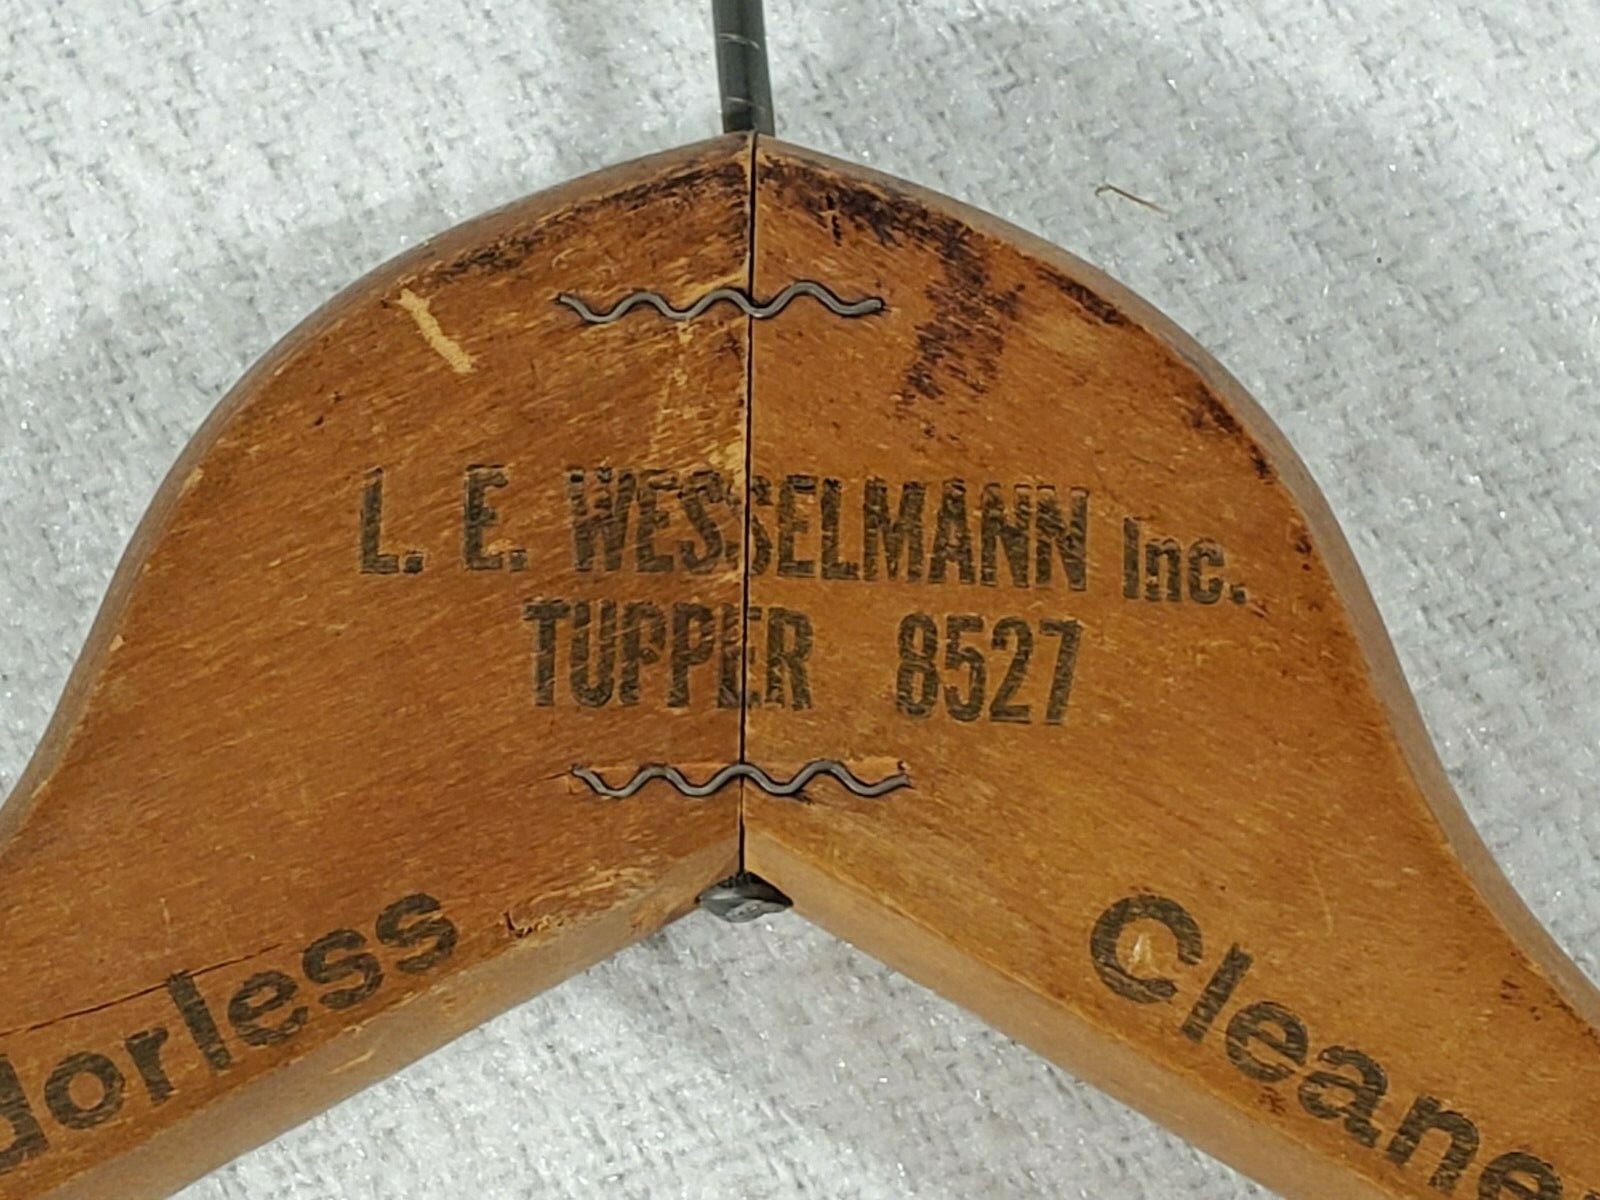 L. E. WESSELMANN Inc.
TUPPER 8527
dorless Cleane